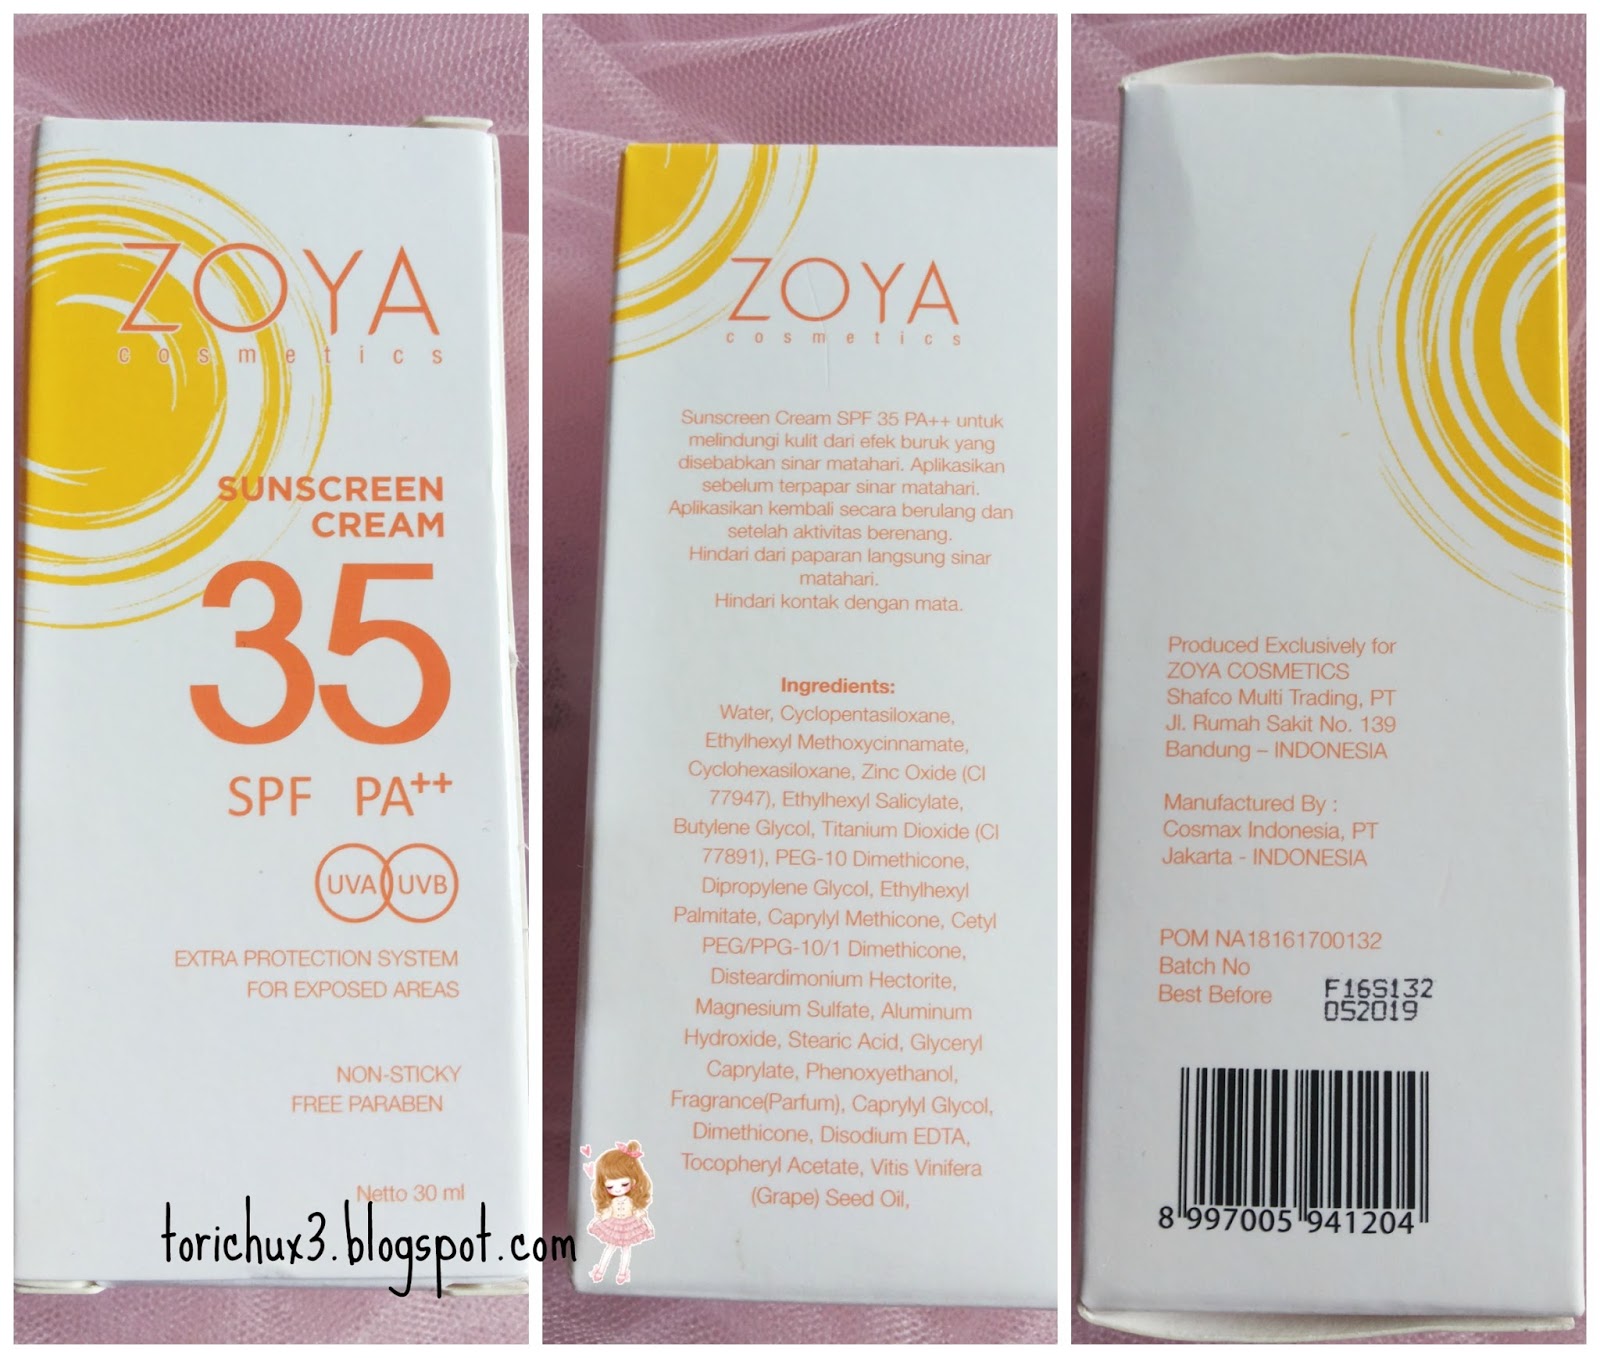 ZOYA
cosmetics
SUNSCREEN
CREAM
35
SPF PA++
UVA UVB
EXTRA PROTECTION SYSTEM
FOR EXPOSED AREAS
NON-STICKY
FREE PARABEN
Netto 30 ml
torichux3.blogspot.com
ZOYA
cosmetics
Sunscreen Cream SPF 35 PA++ untuk
melindungi kulit dari efek buruk yang
disebabkan sinar matahari. Aplikasikan
sebelum terpapar sinar matahari.
Aplikasikan kembali secara berulang dan
setelah aktivitas berenang.
Hindari dari paparan langsung sinar
matahari.
Hindari kontak dengan mata.
Ingredients:
Water, Cyclopentasiloxane,
Ethylhexyl Methoxycinnamate,
Cyclohexasiloxane, Zinc Oxide (CI
77947), Ethylhexyl Salicylate,
Butylene Glycol, Titanium Dioxide (CI
77891), PEG-10 Dimethicone,
Dipropylene Glycol, Ethylhexyl
Palmitate, Caprylyl Methicone, Cetyl
PEG/PPG-10/1 Dimethicone,
Disteardimonium Hectorite,
Magnesium Sulfate, Aluminum
Hydroxide, Stearic Acid, Glyceryl
Caprylate, Phenoxyethanol,
Fragrance(Parfum), Caprylyl Glycol,
Dimethicone, Disodium EDTA,
Tocopheryl Acetate, Vitis Vinifera
(Grape) Seed Oil,
Produced Exclusively for
ZOYA COSMETICS
Shafco Multi Trading, PT
Jl. Rumah Sakit No. 139
Bandung – INDONESIA
Manufactured By :
Cosmax Indonesia, PT
Jakarta - INDONESIA
POM NA18161700132
Batch No F16S132
Best Before 052019
8 997005 941204